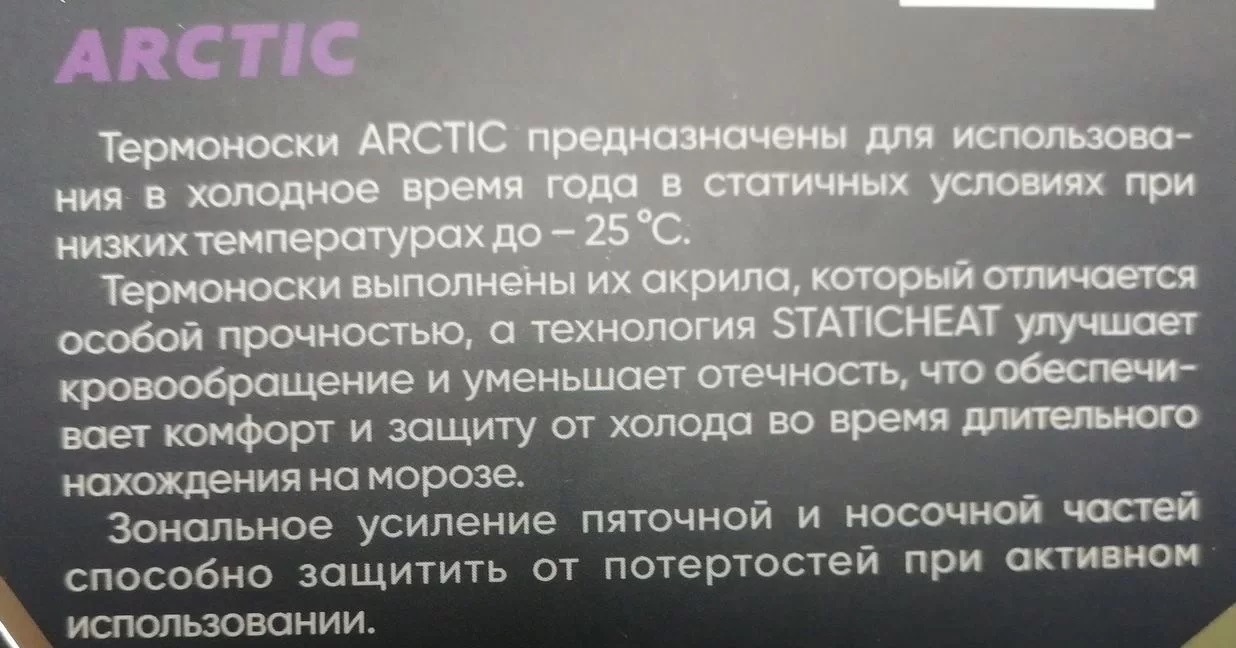 ARCTIC
Термоноски ARCTIC предназначены для использова-
ния в холодное время года в статичных условиях при
низких температурах до – 25 °C.
Термоноски выполнены их акрила, который отличается
особой прочностью, а технология STATICHEAT улучшает
кровообращение и уменьшает отечность, что обеспечи-
вает комфорт и защиту от холода во время длительного
нахождения на морозе.
Зональное усиление пяточной и носочной частей
способно защитить от потертостей при активном
использовании.